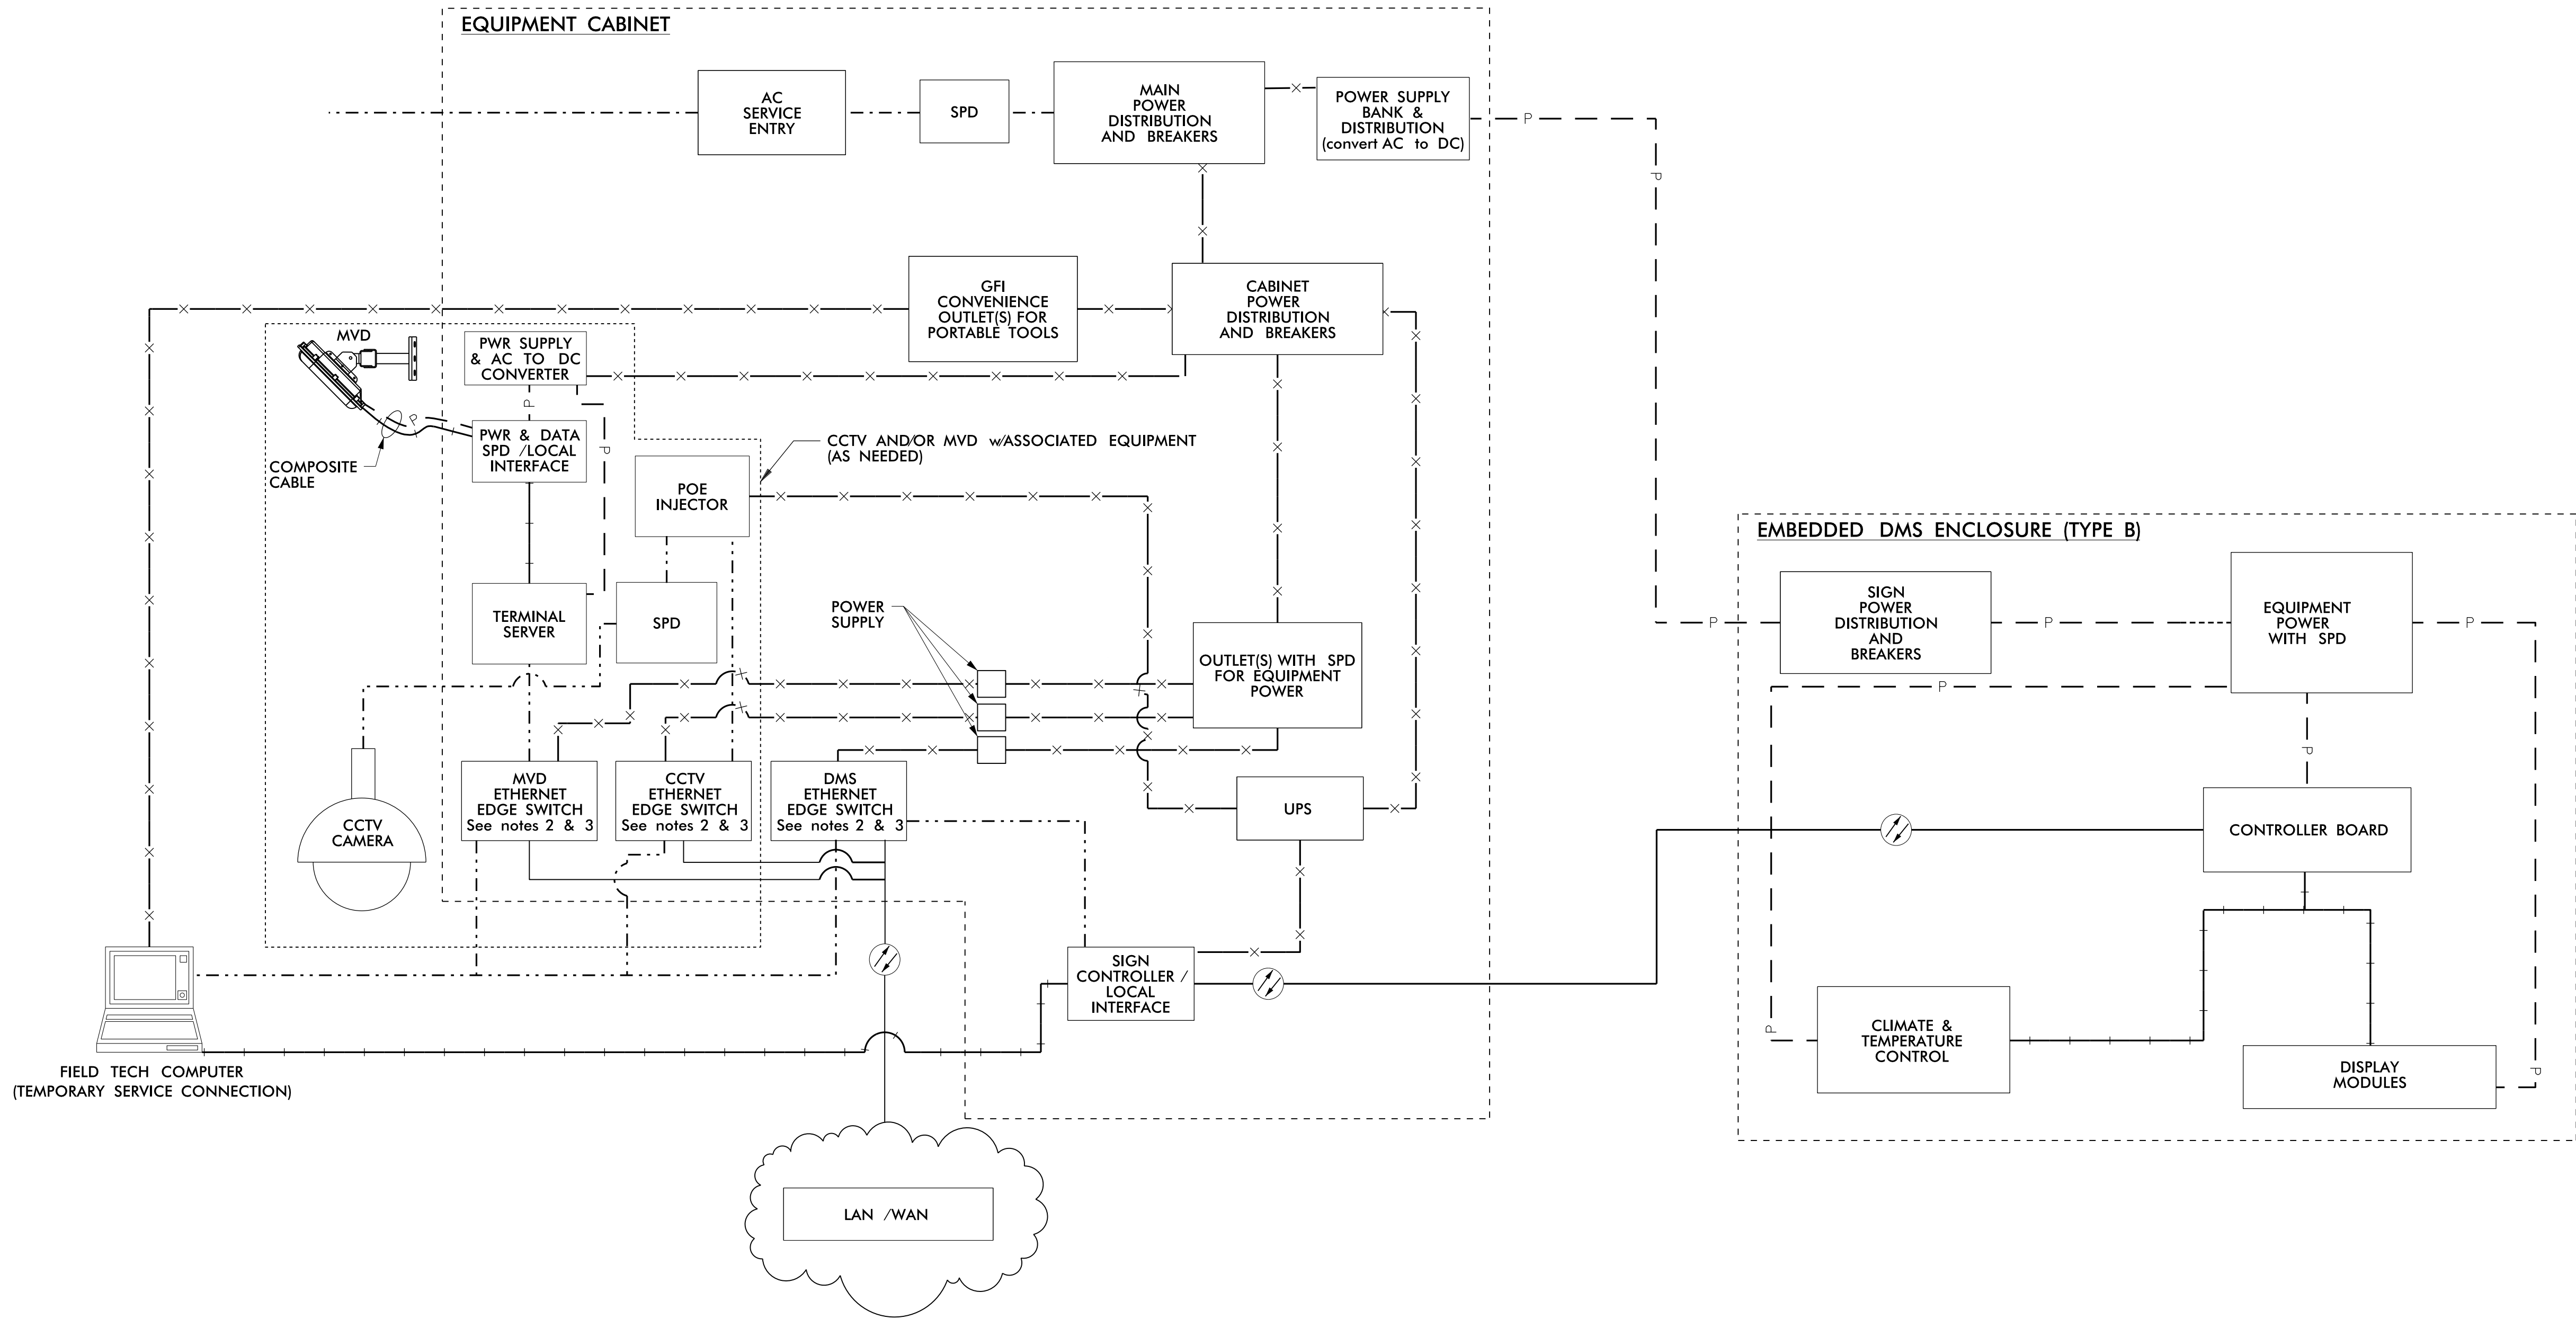 EQUIPMENT CABINET
AC
SERVICE
ENTRY
SPD
MAIN
POWER
DISTRIBUTION
AND BREAKERS
POWER SUPPLY
BANK &
DISTRIBUTION
(convert AC to DC)
P
P
GFI
CONVENIENCE
OUTLET(S) FOR
PORTABLE TOOLS
CABINET
POWER
DISTRIBUTION
AND BREAKERS
MVD
PWR SUPPLY
& AC TO DC
CONVERTER
P
P
P
PWR & DATA
SPD /LOCAL
INTERFACE
COMPOSITE
CABLE
CCTV AND/OR MVD w/ASSOCIATED EQUIPMENT
(AS NEEDED)
POE
INJECTOR
TERMINAL
SERVER
SPD
POWER
SUPPLY
OUTLET(S) WITH SPD
FOR EQUIPMENT
POWER
MVD
ETHERNET
EDGE SWITCH
See notes 2 & 3
CCTV
ETHERNET
EDGE SWITCH
See notes 2 & 3
DMS
ETHERNET
EDGE SWITCH
See notes 2 & 3
UPS
CCTV
CAMERA
SIGN
CONTROLLER /
LOCAL
INTERFACE
FIELD TECH COMPUTER
(TEMPORARY SERVICE CONNECTION)
LAN /WAN
EMBEDDED DMS ENCLOSURE (TYPE B)
P
SIGN
POWER
DISTRIBUTION
AND
BREAKERS
P
EQUIPMENT
POWER
WITH SPD
P
P
P
CONTROLLER BOARD
P
CLIMATE &
TEMPERATURE
CONTROL
DISPLAY
MODULES
P